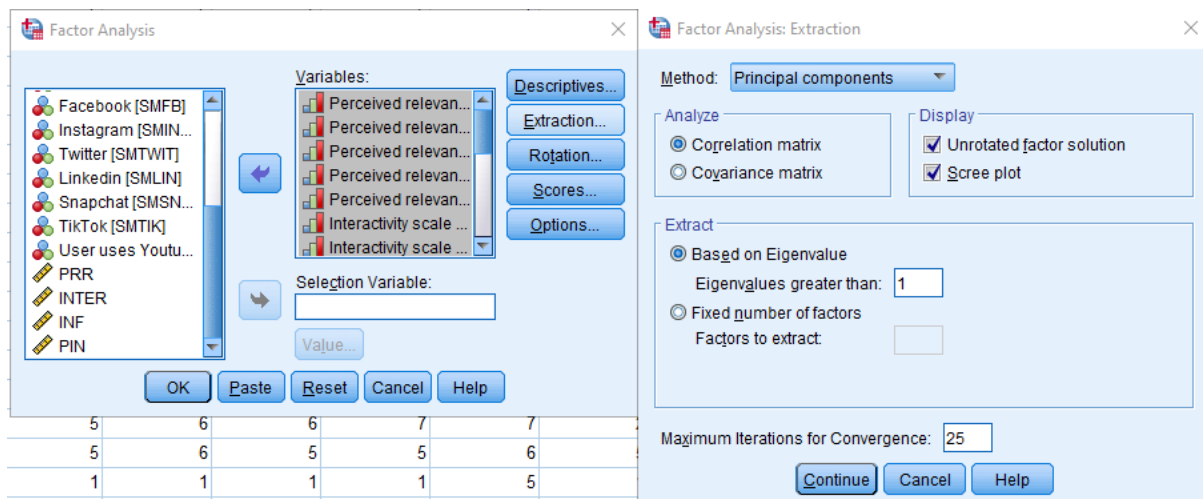 Factor Analysis
Variables:
Facebook [SMFB]
Instagram [SMIN...
Twitter [SMTWIT]
Linkedin [SMLIN]
Snapchat [SMSN...
TikTok [SMTIK]
User uses Youtu...
PRR
INTER
INF
PIN
Perceived relevan...
Perceived relevan...
Perceived relevan...
Perceived relevan...
Perceived relevan...
Interactivity scale ...
Interactivity scale ...
Selection Variable:
Value...
Descriptives...
Extraction...
Rotation...
Scores...
Options...
OK Paste Reset Cancel Help
5 6 6 7 7
5 6 5 5 6
1 1 1 1 5
Factor Analysis: Extraction
Method: Principal components
Analyze
Correlation matrix
Covariance matrix
Display
Unrotated factor solution
Scree plot
Extract
Based on Eigenvalue
Eigenvalues greater than: 1
Fixed number of factors
Factors to extract:
Maximum Iterations for Convergence: 25
Continue Cancel Help